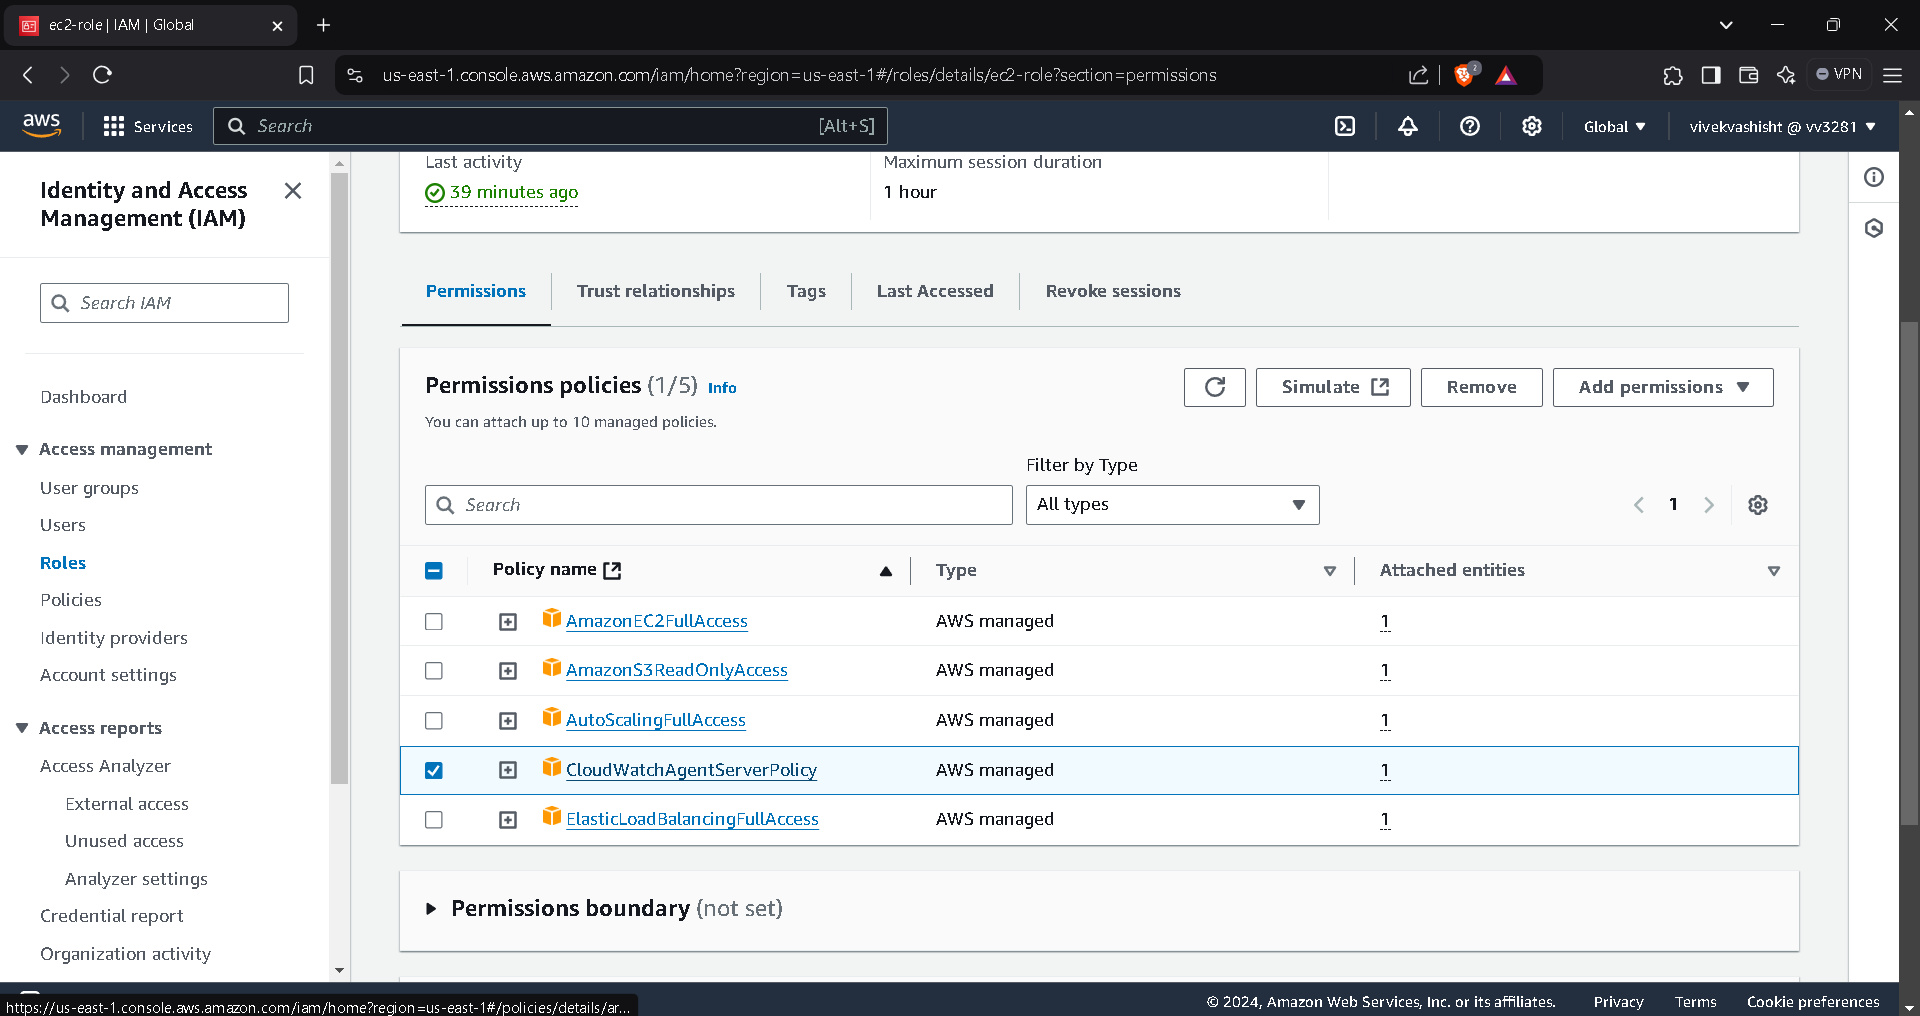 ec2-role | IAM | Global
us-east-1.console.aws.amazon.com/iam/home?region=us-east-1#/roles/details/ec2-role?section=permissions
2
VPN
aws
Services
Search
[Alt+S]
Global
vivekvashisht @ vv3281
Identity and Access
Management (IAM)
Search IAM
Dashboard
Access management
User groups
Users
Roles
Policies
Identity providers
Account settings
Access reports
Access Analyzer
External access
Unused access
Analyzer settings
Credential report
Organization activity
Last activity
39 minutes ago
Maximum session duration
1 hour
Permissions
Trust relationships
Tags
Last Accessed
Revoke sessions
Permissions policies (1/5) Info
You can attach up to 10 managed policies.
Simulate
Remove
Add permissions
Filter by Type
Search
All types
1
Policy name
Type
Attached entities
AmazonEC2FullAccess AWS managed 1
AmazonS3ReadOnlyAccess AWS managed 1
AutoScalingFullAccess AWS managed 1
CloudWatchAgentServerPolicy AWS managed 1
ElasticLoadBalancingFullAccess AWS managed 1
Permissions boundary (not set)
https://us-east-1.console.aws.amazon.com/iam/home?region=us-east-1#/policies/details/ar...
© 2024, Amazon Web Services, Inc. or its affiliates.
Privacy
Terms
Cookie preferences